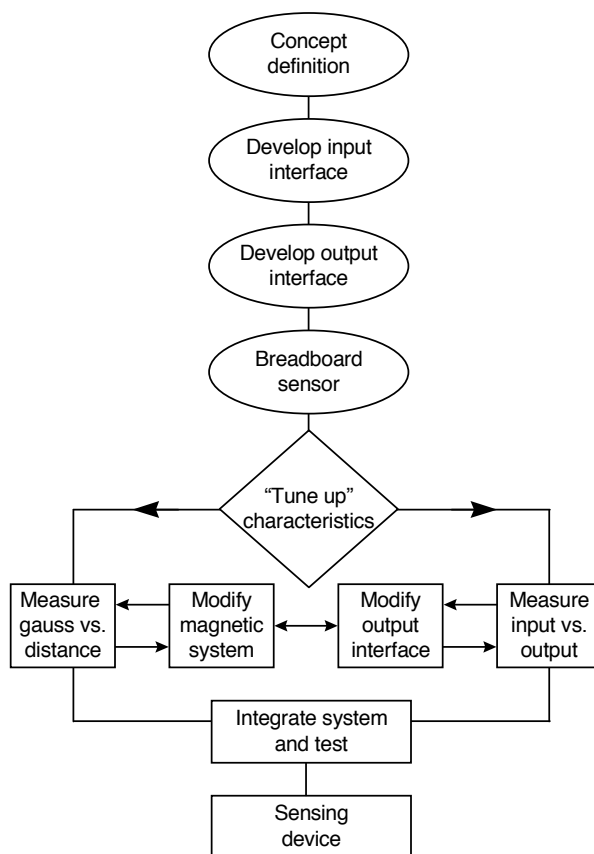 Concept
definition
Develop input
interface
Develop output
interface
Breadboard
sensor
“Tune up”
characteristics
Measure
gauss vs.
distance
Modify
magnetic
system
Modify
output
interface
Measure
input vs.
output
Integrate system
and test
Sensing
device